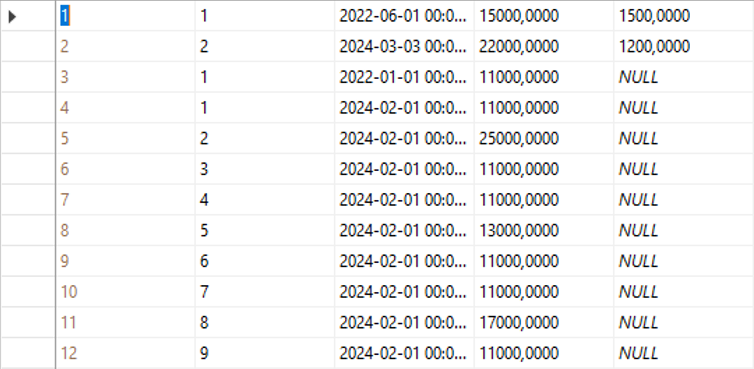 1 1 2022-06-01 00:0... 15000,0000 1500,0000
2 2 2024-03-03 00:0... 22000,0000 1200,0000
3 1 2022-01-01 00:0... 11000,0000 NULL
4 1 2024-02-01 00:0... 11000,0000 NULL
5 2 2024-02-01 00:0... 25000,0000 NULL
6 3 2024-02-01 00:0... 11000,0000 NULL
7 4 2024-02-01 00:0... 11000,0000 NULL
8 5 2024-02-01 00:0... 13000,0000 NULL
9 6 2024-02-01 00:0... 11000,0000 NULL
10 7 2024-02-01 00:0... 11000,0000 NULL
11 8 2024-02-01 00:0... 17000,0000 NULL
12 9 2024-02-01 00:0... 11000,0000 NULL